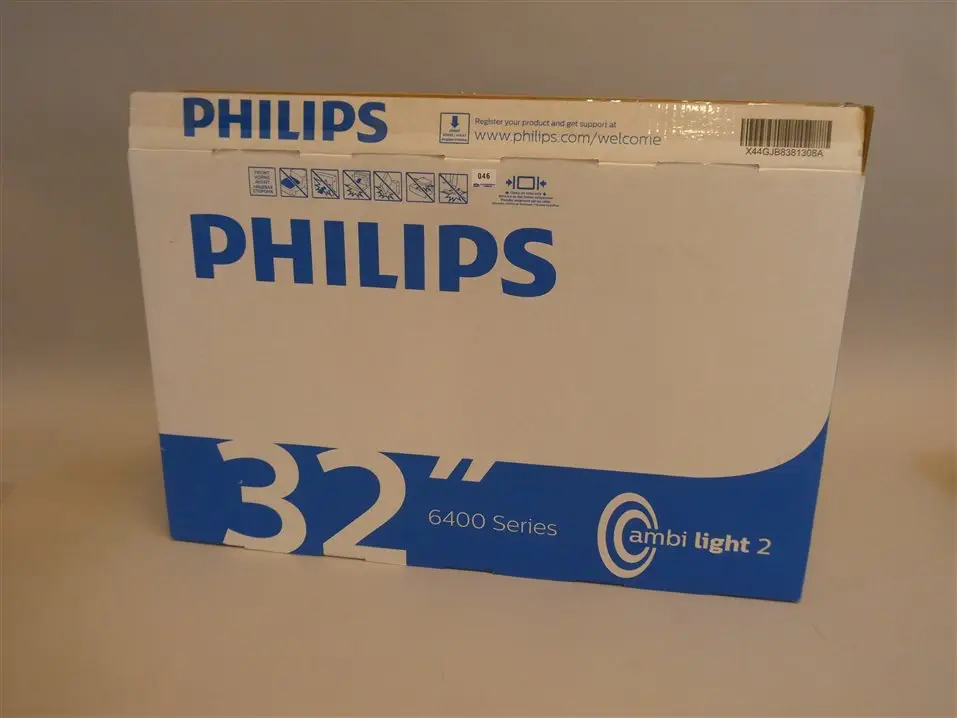 PHILIPS
Register your product and get support at
www.philips.com/welcome
X44GJB8381308A
046
PHILIPS
32”
6400 Series
ambi light 2